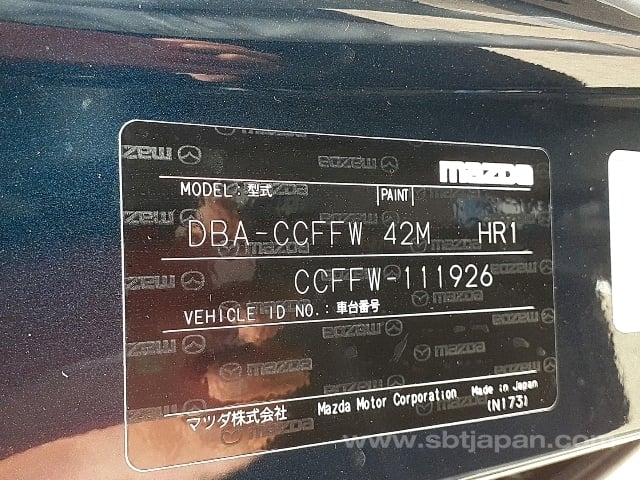 mazda
MODEL: 型式 PAINT
DBA-CCFFW 42M HR1
CCFFW-111926
VEHICLE ID NO.: 車台番号
マツダ株式会社 Mazda Motor Corporation Made in Japan
(N173)
www.sbtjapan.com